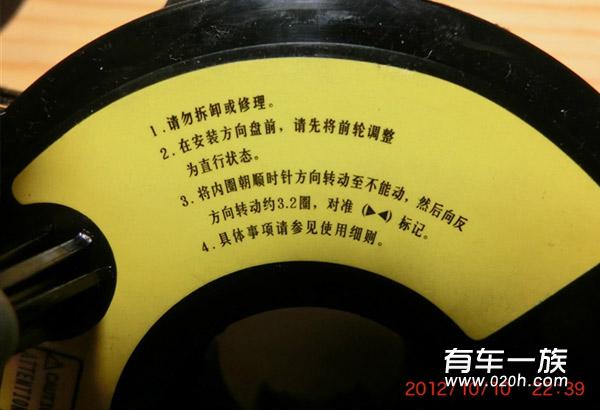 1.请勿拆卸或修理。
2.在安装方向盘前，请先将前轮调整
为直行状态。
3.将内圈朝顺时针方向转动至不能动，然后向反
方向转动约3.2圈，对准（▶◀）标记。
4.具体事项请参见使用细则。
CAUTION
ATTENTION
有车一族
www.020h.com
2012/10/10 22:39